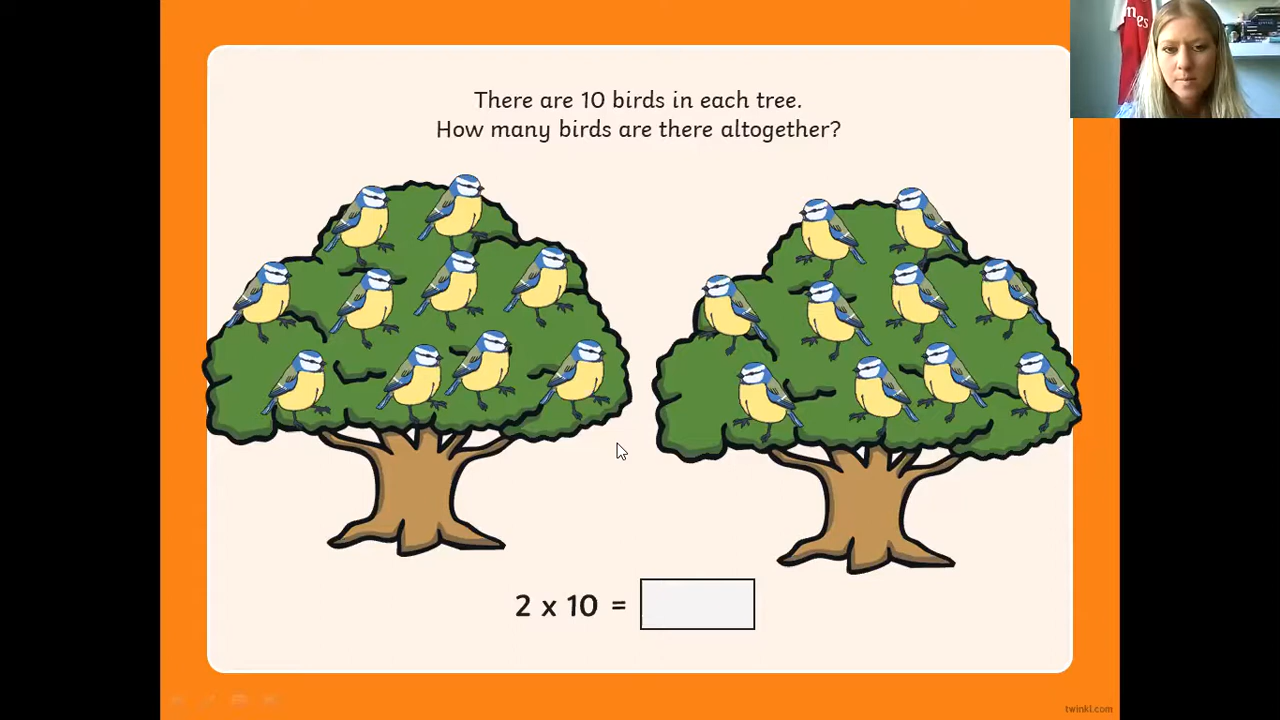 There are 10 birds in each tree.
How many birds are there altogether?
2 x 10 =
twinkl.com